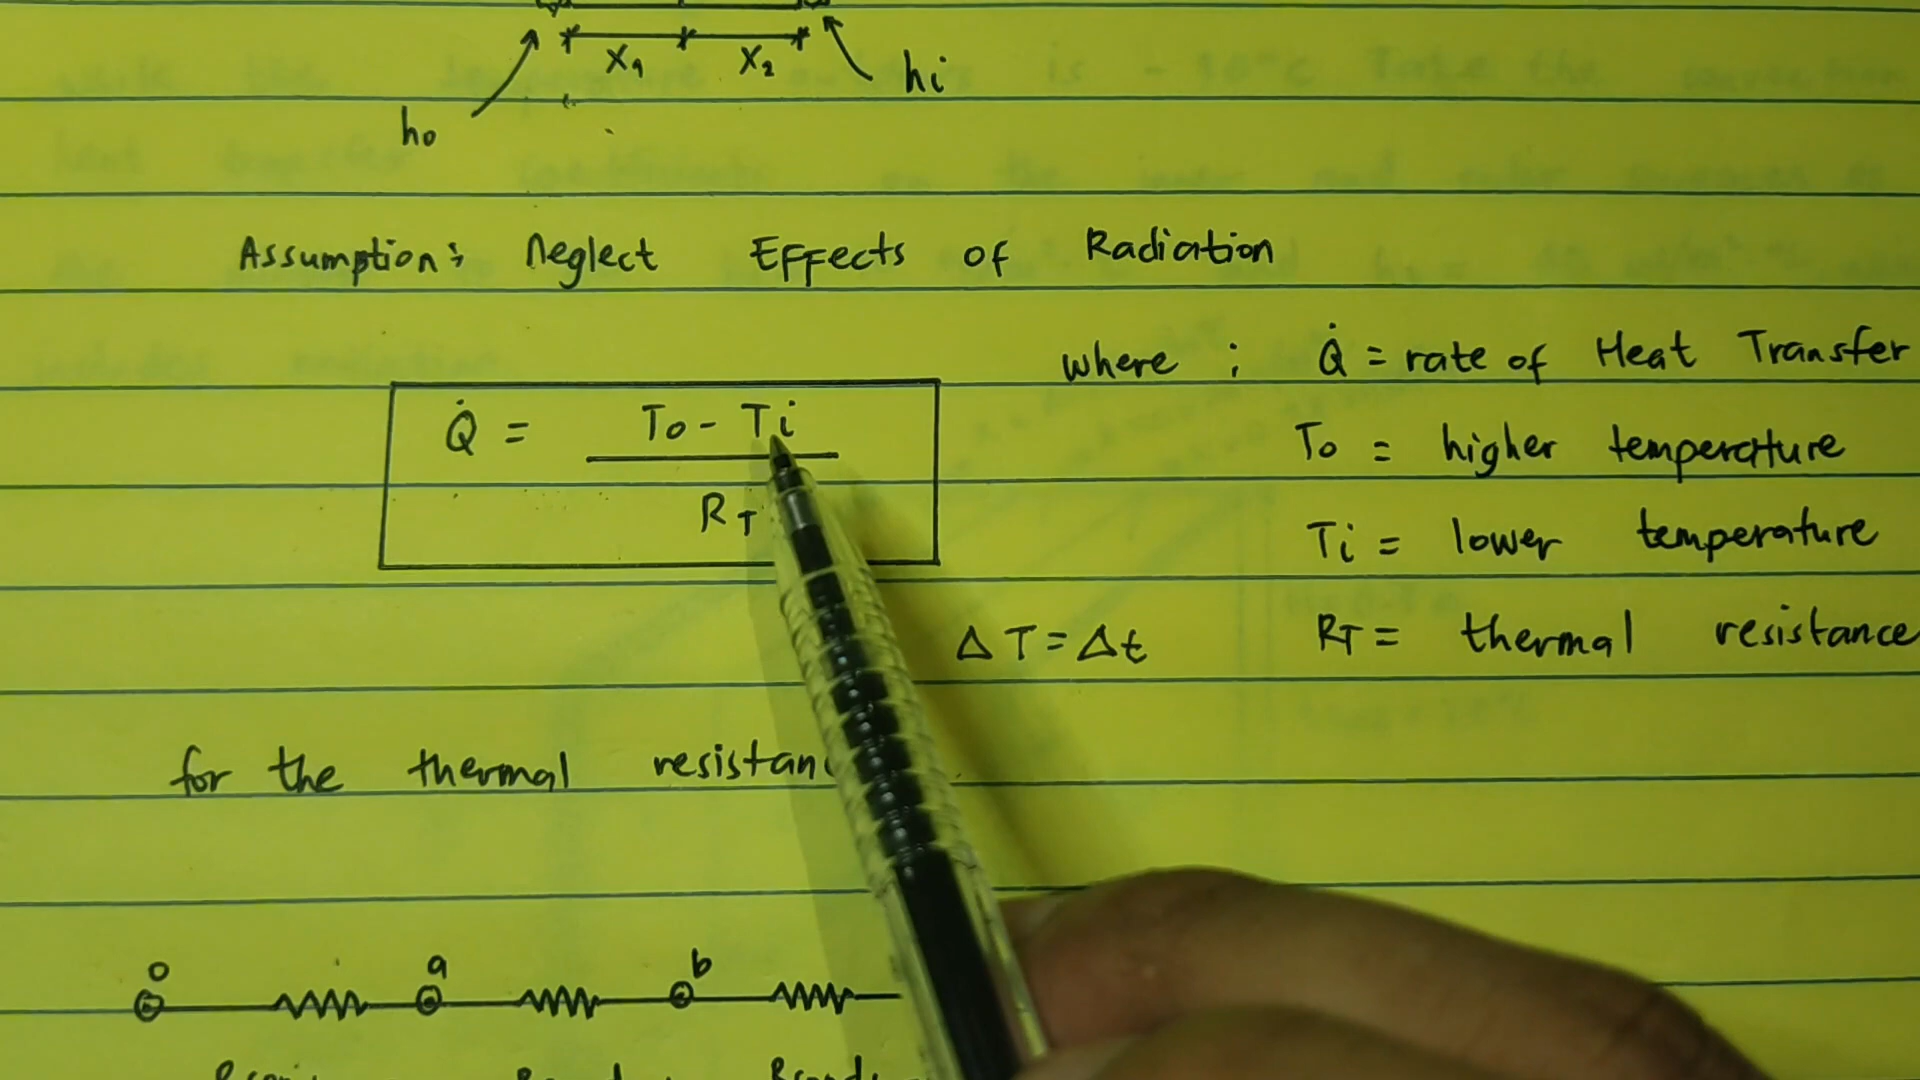 x₁ x₂
hi
ho
Assumption: Neglect Effects of Radiation
where ; Q̇ = rate of Heat Transfer
Q̇ = To - Ti / RT
To = higher temperature
Ti = lower temperature
ΔT = Δt
RT = thermal resistance
for the thermal
o a b